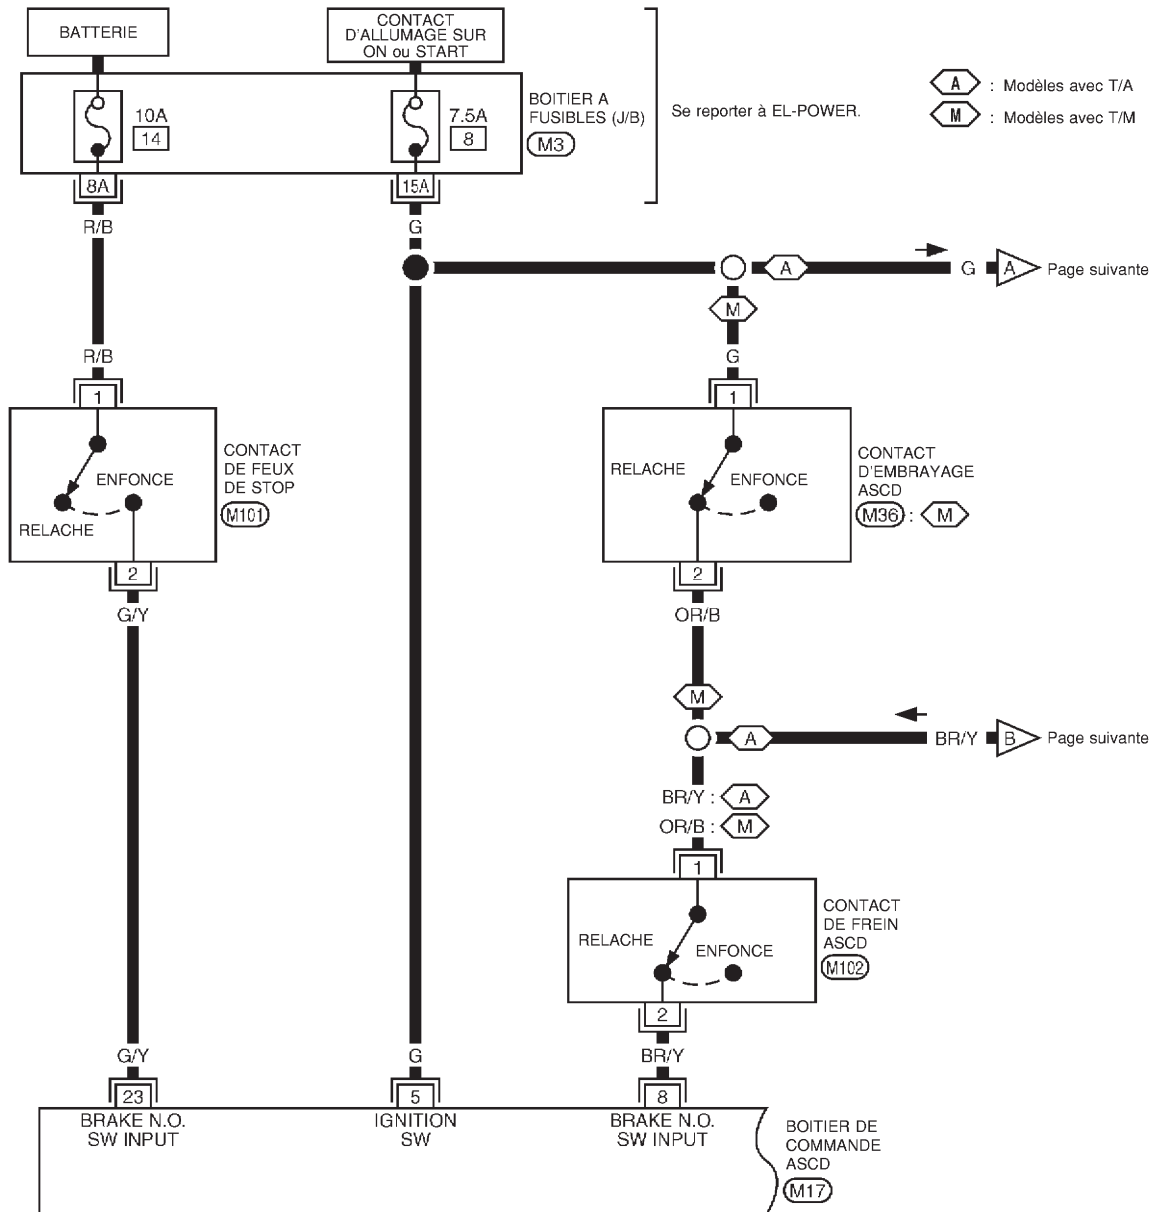 BATTERIE
CONTACT
D'ALLUMAGE SUR
ON ou START
10A
14
7.5A
8
BOITIER A
FUSIBLES (J/B)
M3
Se reporter à EL-POWER.
A : Modèles avec T/A
M : Modèles avec T/M
8A
15A
R/B
G
A
G
A
Page suivante
M
R/B
G
1
1
RELACHE
ENFONCE
CONTACT
DE FEUX
DE STOP
M101
RELACHE
ENFONCE
CONTACT
D'EMBRAYAGE
ASCD
M36 : M
2
2
G/Y
OR/B
M
A
BR/Y
B
Page suivante
BR/Y : A
OR/B : M
1
RELACHE
ENFONCE
CONTACT
DE FREIN
ASCD
M102
2
G/Y
G
BR/Y
23
5
8
BRAKE N.O.
SW INPUT
IGNITION
SW
BRAKE N.O.
SW INPUT
BOITIER DE
COMMANDE
ASCD
M17